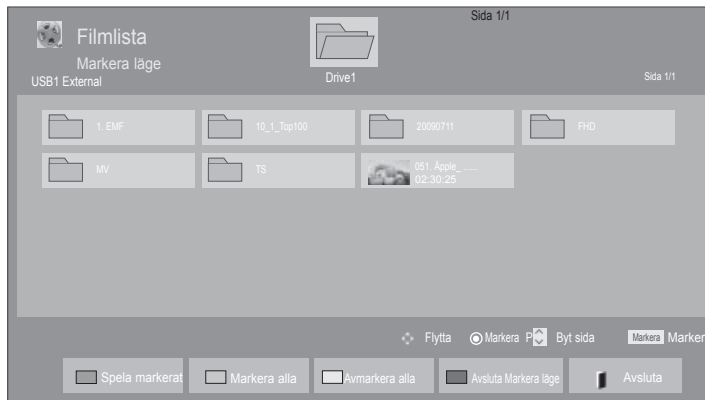 Sida 1/1
Filmlista
Markera läge
USB1 External
Drive1
Sida 1/1
1. EMF
10_1_Top100
20090711
FHD
MV
TS
051. Apple_ ......
02:30:25
Flytta
Markera
P
Byt sida
Markera
Marker
Spela markerat
Markera alla
Avmarkera alla
Avsluta Markera läge
Avsluta